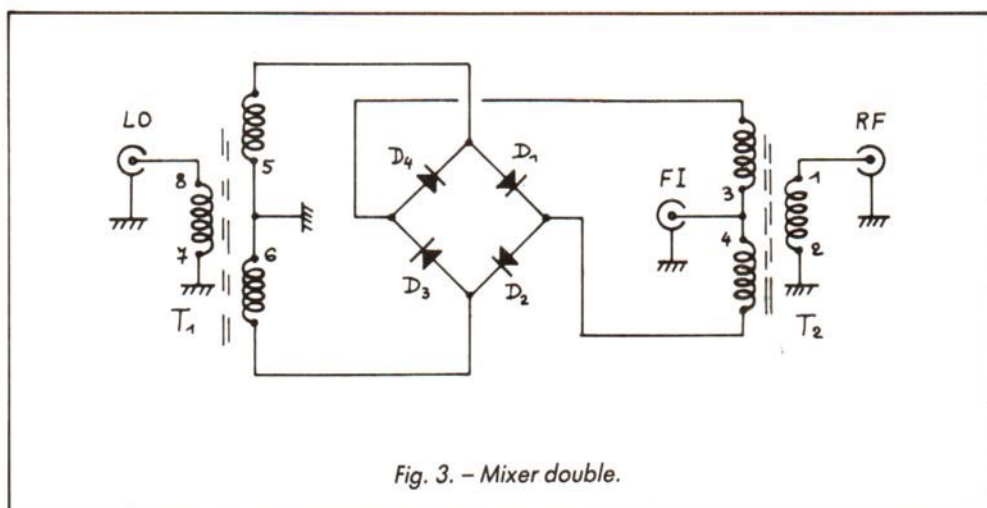 LO
RF
FI
8
7
5
6
T1
D4
D1
D3
D2
3
4
1
2
T2
Fig. 3. – Mixer double.